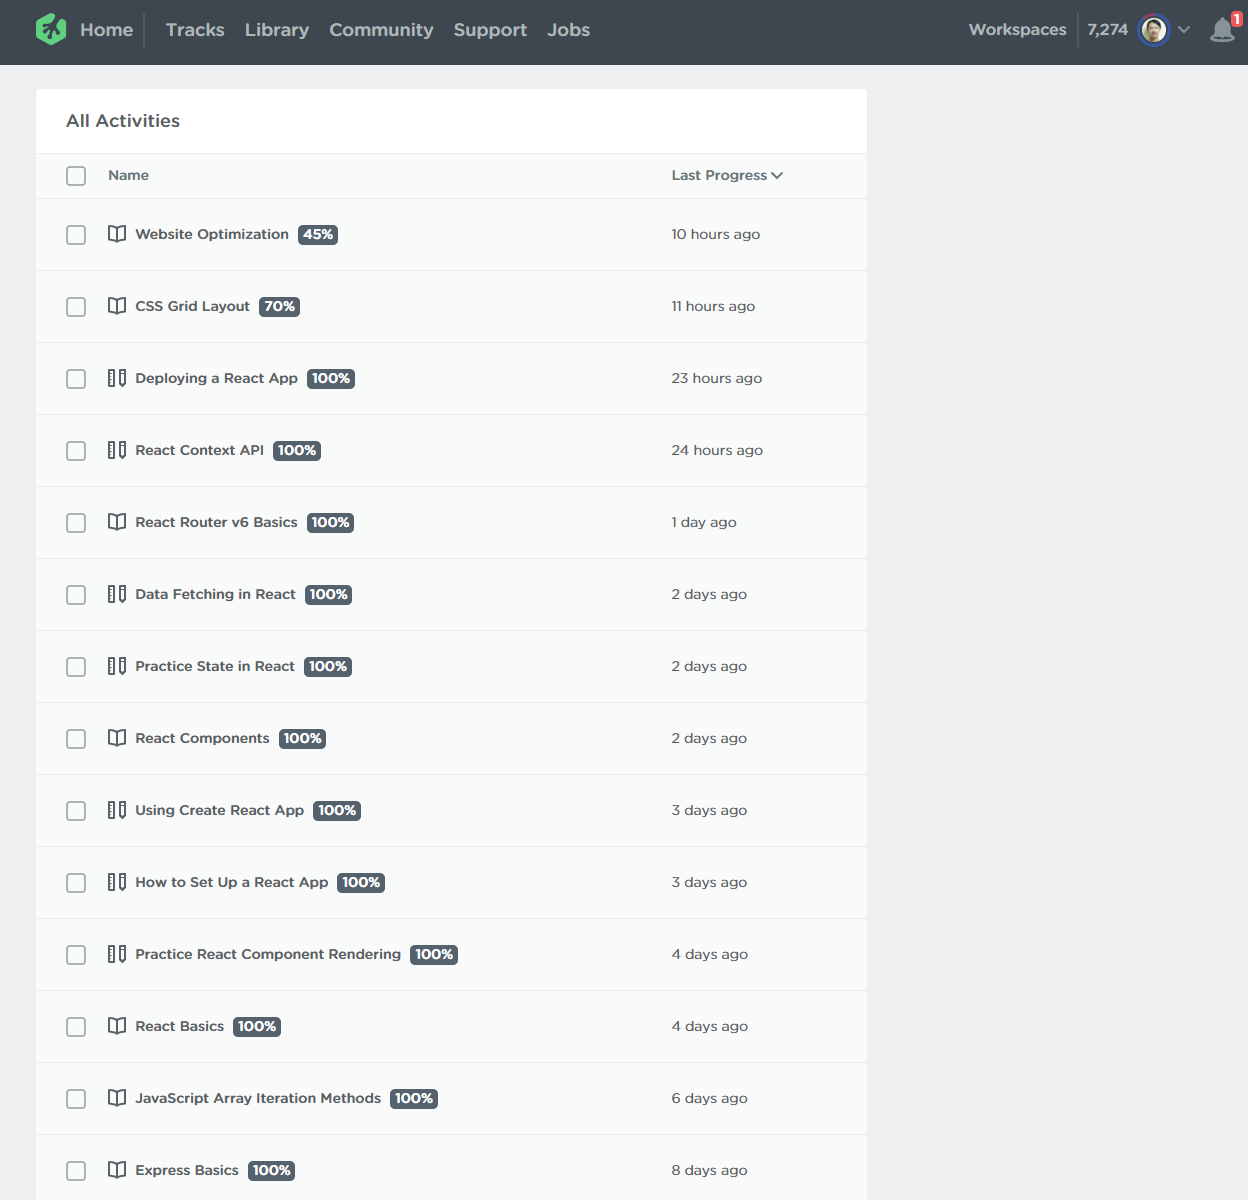 Home Tracks Library Community Support Jobs Workspaces 7,274 1
All Activities
Name Last Progress
Website Optimization 45% 10 hours ago
CSS Grid Layout 70% 11 hours ago
Deploying a React App 100% 23 hours ago
React Context API 100% 24 hours ago
React Router v6 Basics 100% 1 day ago
Data Fetching in React 100% 2 days ago
Practice State in React 100% 2 days ago
React Components 100% 2 days ago
Using Create React App 100% 3 days ago
How to Set Up a React App 100% 3 days ago
Practice React Component Rendering 100% 4 days ago
React Basics 100% 4 days ago
JavaScript Array Iteration Methods 100% 6 days ago
Express Basics 100% 8 days ago